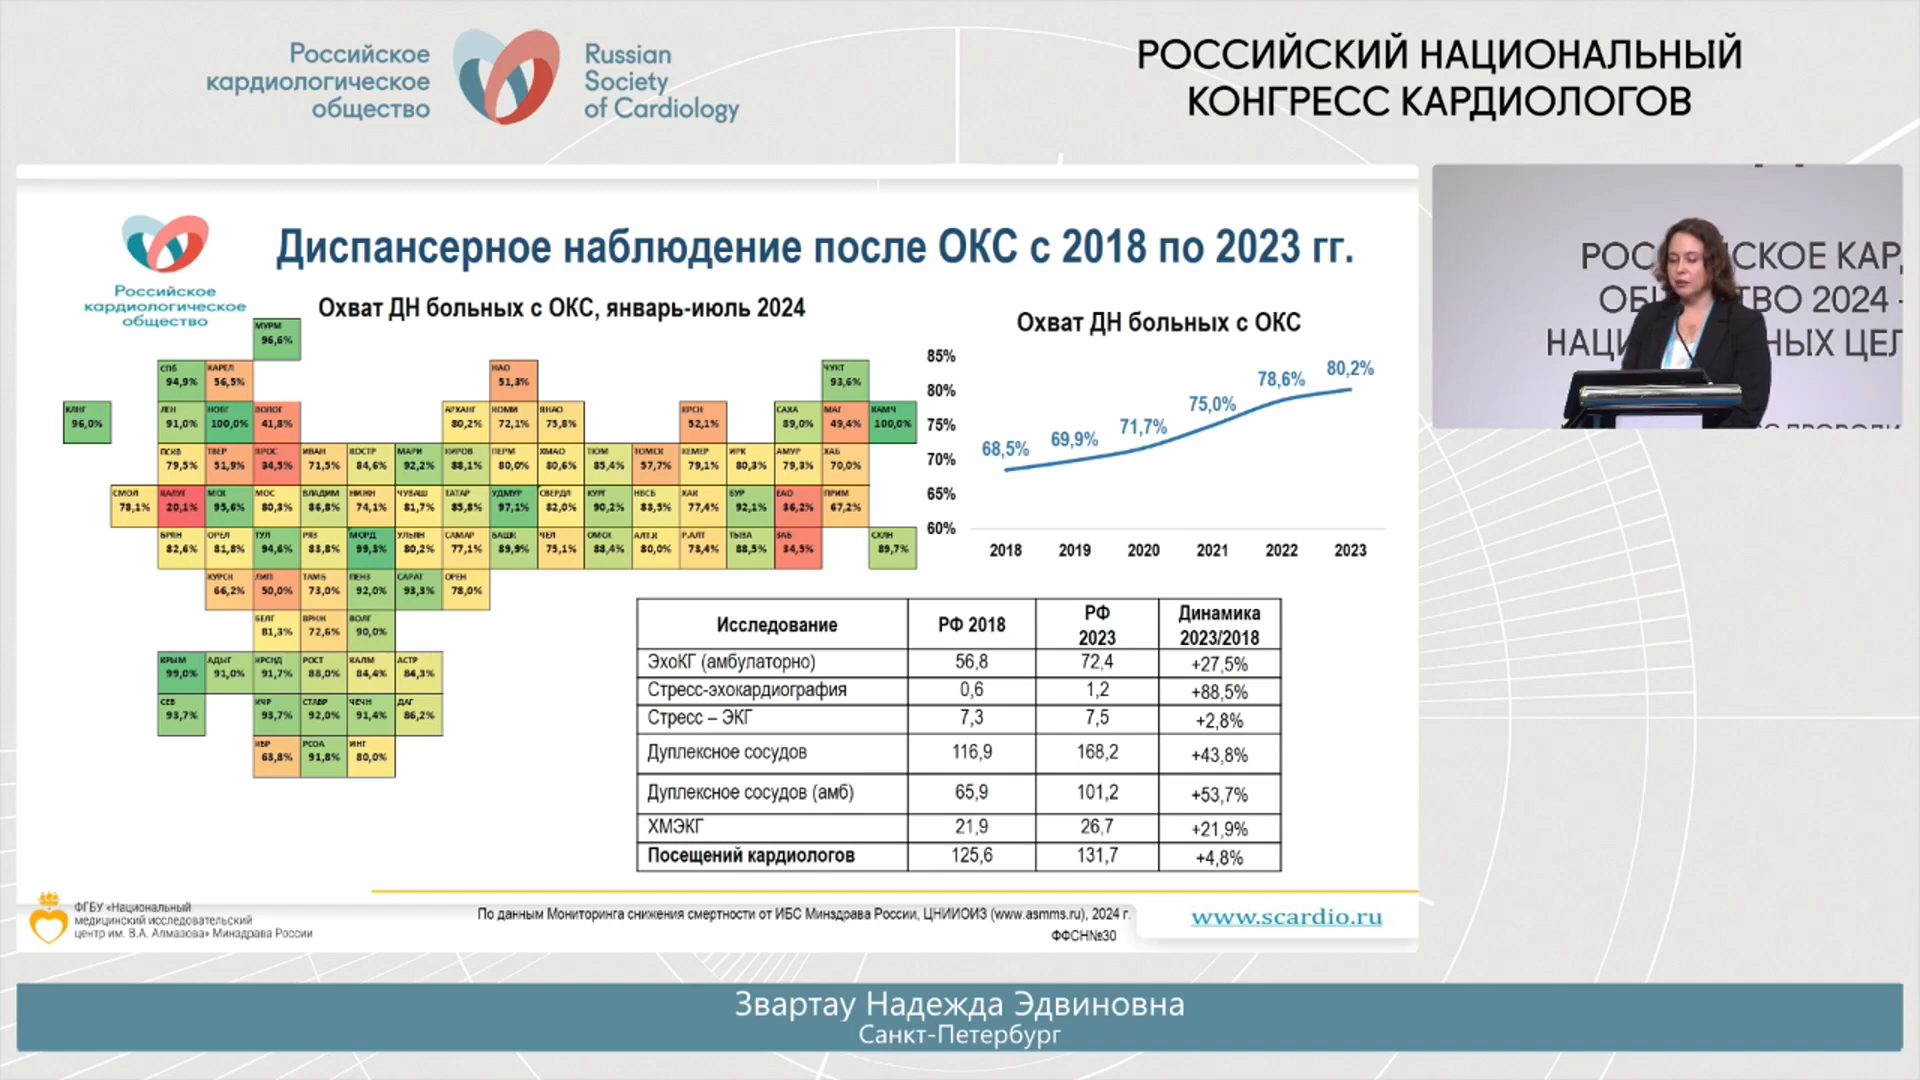 Российское
кардиологическое
общество
Russian
Society
of Cardiology
РОССИЙСКИЙ НАЦИОНАЛЬНЫЙ
КОНГРЕСС КАРДИОЛОГОВ
Российское
кардиологическое
общество
Диспансерное наблюдение после ОКС с 2018 по 2023 гг.
Охват ДН больных с ОКС, январь-июль 2024
МУРМ
96,6%
СПБ КАРЕЛ НАО ЧУКТ
94,9% 56,5% 51,3% 93,6%
КЛНГ ЛЕН НОВГ ВОЛОГ АРХАНГ КОМИ ЯНАО КРСН САХА МАГ КАМЧ
96,0% 91,0% 100,0% 41,8% 80,2% 72,1% 75,8% 52,1% 89,0% 49,4% 100,0%
ПСКВ ТВЕР ЯРОС ИВАН КОСТР МАРИ КИРОВ ПЕРМ ХМАО ТЮМ ТОМСК КЕМЕР ИРК АМУР ХАБ
79,5% 51,9% 34,5% 71,5% 84,6% 92,2% 88,1% 80,0% 80,6% 85,4% 57,7% 79,1% 80,3% 79,3% 70,0%
СМОЛ КАЛУГ МСК МОС ВЛАДИМ НИЖН ЧУВАШ ТАТАР УДМУР СВЕРДЛ КУРГ НВСБ ХАК БУР ЕАО ПРИМ
78,1% 20,1% 95,6% 80,3% 86,8% 74,1% 81,7% 85,8% 97,1% 82,0% 90,2% 83,5% 77,4% 92,1% 36,2% 67,2%
БРЯН ОРЕЛ ТУЛ РЯЗ МОРД УЛЬЯН САМАР БАШК ЧЕЛ ОМСК АЛТ.К Р.АЛТ ТЫВА ЗАБ СХЛН
82,6% 81,8% 94,6% 83,8% 99,3% 80,2% 77,1% 89,9% 75,1% 88,4% 80,0% 73,4% 88,5% 34,5% 89,7%
КУРСК ЛИП ТАМБ ПЕНЗ САРАТ ОРЕН
66,2% 50,0% 73,0% 92,0% 93,3% 78,0%
БЕЛГ ВРНЖ ВОЛГ
81,3% 72,6% 90,0%
КРЫМ АДЫГ КРСНД РОСТ КАЛМ АСТР
99,0% 91,0% 91,7% 88,0% 84,4% 84,3%
СЕВ КЧР СТАВР ЧЕЧН ДАГ
93,7% 93,7% 92,0% 91,4% 86,2%
КБР РСОА ИНГ
63,8% 91,8% 80,0%
Охват ДН больных с ОКС
85%
80%
75%
70%
65%
60%
68,5% 69,9% 71,7% 75,0% 78,6% 80,2%
2018 2019 2020 2021 2022 2023
Исследование РФ 2018 РФ 2023 Динамика 2023/2018
ЭхоКГ (амбулаторно) 56,8 72,4 +27,5%
Стресс-эхокардиография 0,6 1,2 +88,5%
Стресс – ЭКГ 7,3 7,5 +2,8%
Дуплексное сосудов 116,9 168,2 +43,8%
Дуплексное сосудов (амб) 65,9 101,2 +53,7%
ХМЭКГ 21,9 26,7 +21,9%
Посещений кардиологов 125,6 131,7 +4,8%
ФГБУ «Национальный
медицинский исследовательский
центр им. В.А. Алмазова» Минздрава России
По данным Мониторинга снижения смертности от ИБС Минздрава России, ЦНИИОИЗ (www.asmms.ru), 2024 г.
ФФСН№30
www.scardio.ru
РОС СКОЕ КАР
ОБ ТВО 2024 -
НАЦ НЫХ ЦЕЛ
Звартау Надежда Эдвиновна
Санкт-Петербург